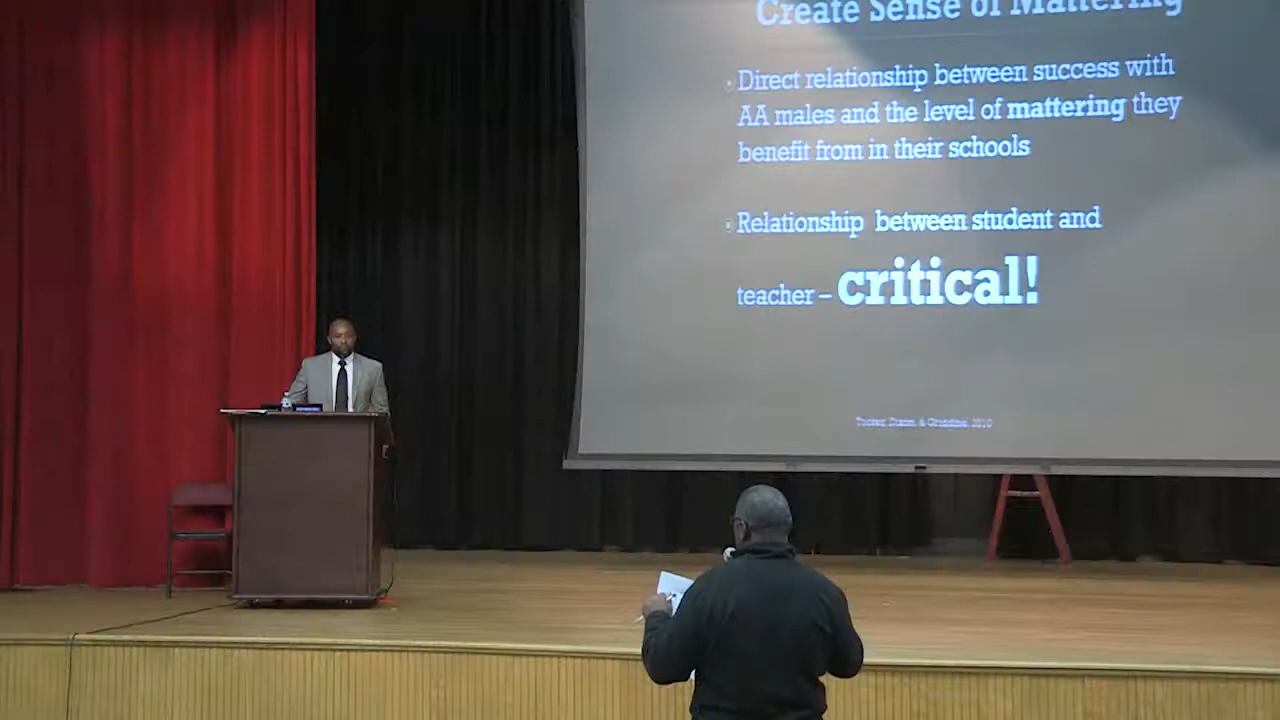 Create Sense of Mattering
Direct relationship between success with
AA males and the level of mattering they
benefit from in their schools
Relationship between student and
teacher – critical!